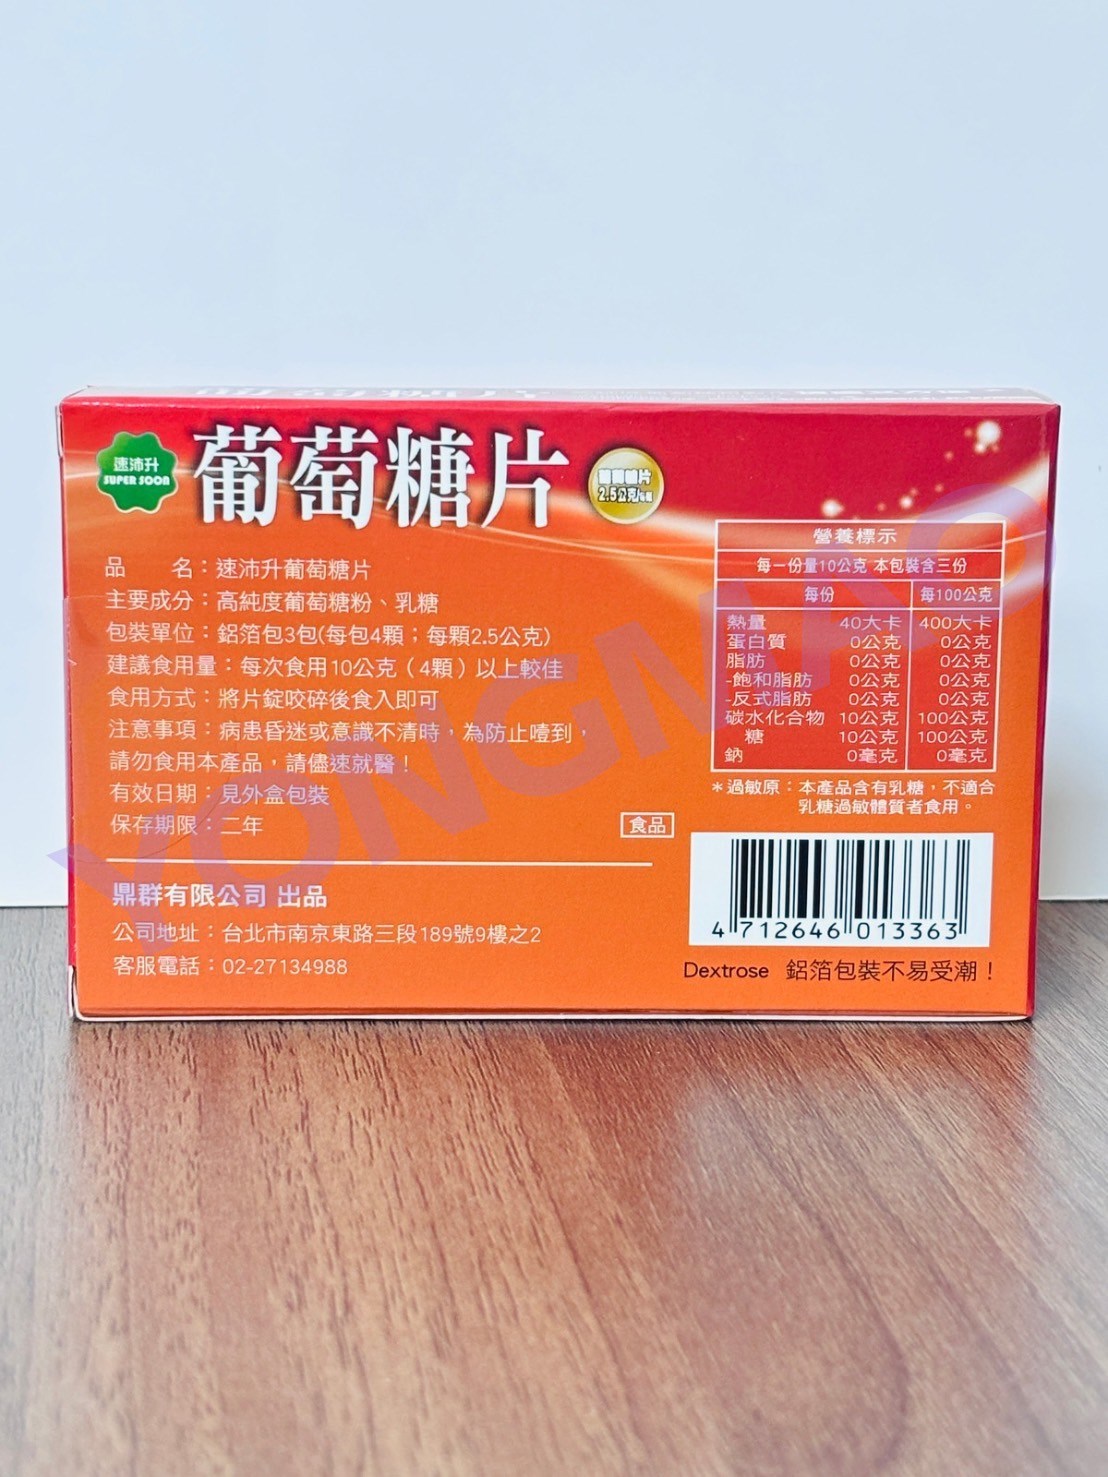 速沛升
SUPER SOON
葡萄糖片
葡萄糖片
2.5公克/每顆
品　　名：速沛升葡萄糖片
主要成分：高純度葡萄糖粉、乳糖
包裝單位：鋁箔包3包(每包4顆；每顆2.5公克)
建議食用量：每次食用10公克（4顆）以上較佳
食用方式：將片錠咬碎後食入即可
注意事項：病患昏迷或意識不清時，為防止噎到，
請勿食用本產品，請儘速就醫！
有效日期：見外盒包裝
保存期限：二年
食品
鼎群有限公司 出品
公司地址：台北市南京東路三段189號9樓之2
客服電話：02-27134988
營養標示
每一份量10公克 本包裝含三份
每份 每100公克
熱量 40大卡 400大卡
蛋白質 0公克 0公克
脂肪 0公克 0公克
-飽和脂肪 0公克 0公克
-反式脂肪 0公克 0公克
碳水化合物 10公克 100公克
糖 10公克 100公克
鈉 0毫克 0毫克
＊過敏原：本產品含有乳糖，不適合
乳糖過敏體質者食用。
4 712646 013363
Dextrose 鋁箔包裝不易受潮！
YONGMAO